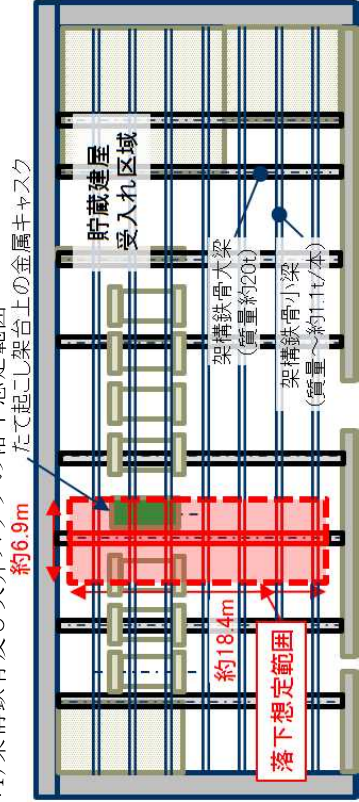 たて起こし架台上の金属キャスク
約6.9m
貯蔵建屋
受入れ区域
架構鉄骨大梁
(質量約20t)
架構鉄骨小梁
(質量~約1.1t/本)
約18.4m
落下想定範囲